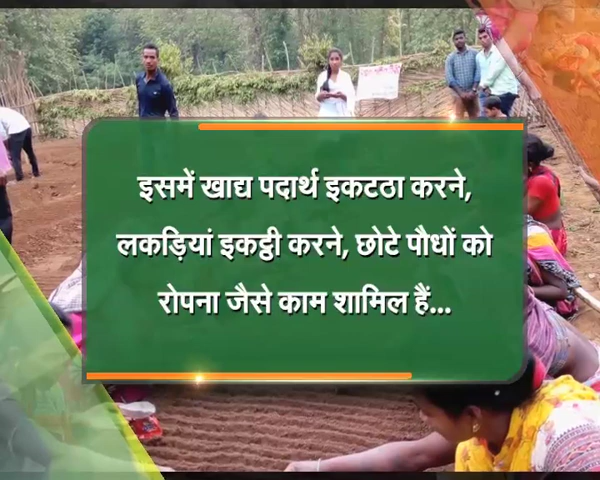 इसमें खाद्य पदार्थ इकटठा करने,
लकड़ियां इकट्ठी करने, छोटे पौधों को
रोपना जैसे काम शामिल हैं...